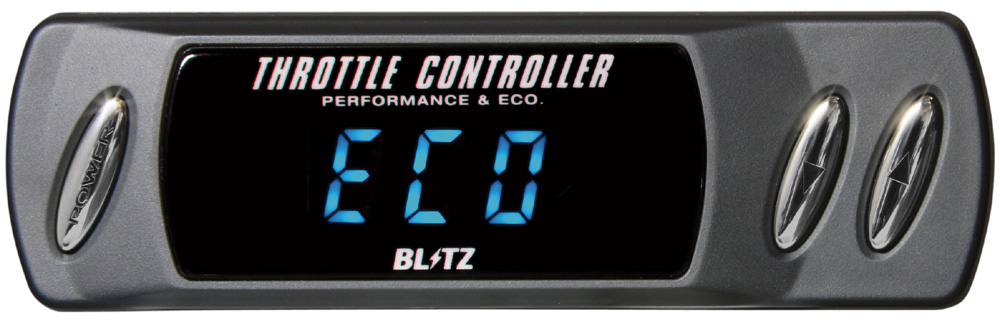 POWER
THROTTLE CONTROLLER
PERFORMANCE & ECO.
ECO
BLITZ